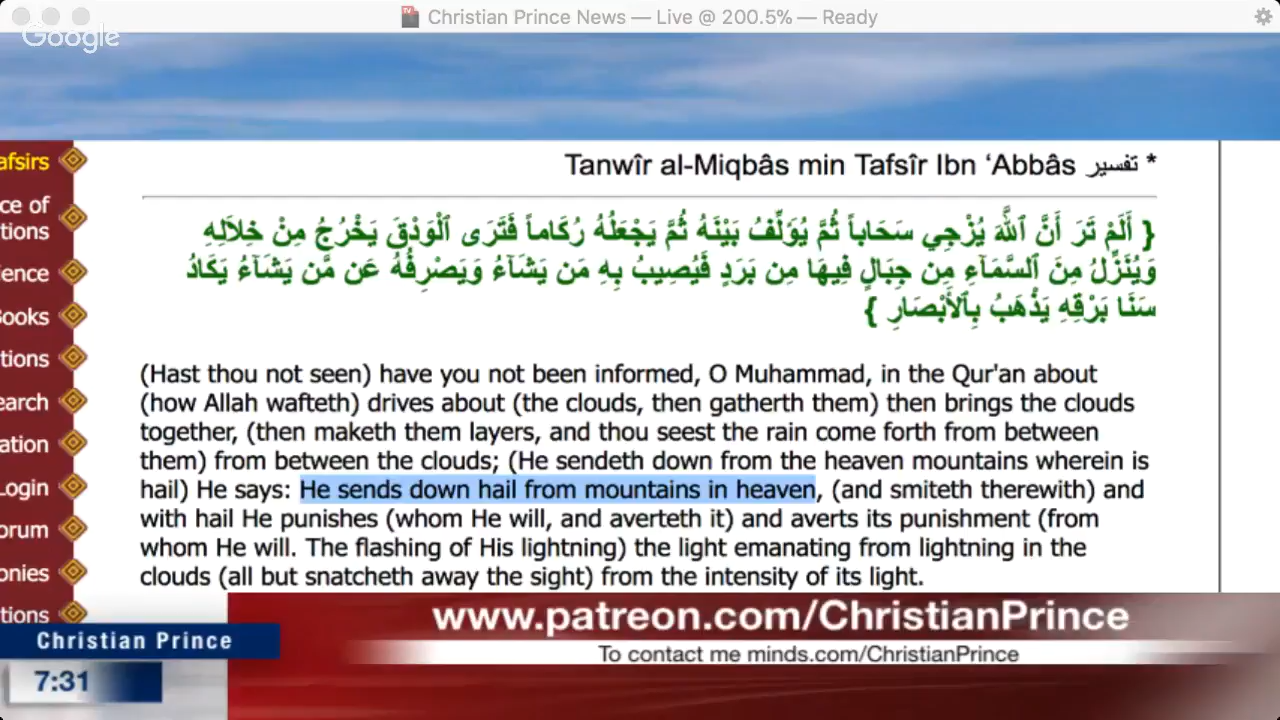 Christian Prince News — Live @ 200.5% — Ready
Google
afsirs
ce of
tions
ience
Books
tions
earch
ation
Login
orum
onies
tions
Tanwîr al-Miqbâs min Tafsîr Ibn ‘Abbâs تفسير *
{ أَلَمْ تَرَ أَنَّ ٱللَّهَ يُزْجِي سَحَاباً ثُمَّ يُؤَلِّفُ بَيْنَهُ ثُمَّ يَجْعَلُهُ رُكَاماً فَتَرَى ٱلْوَدْقَ يَخْرُجُ مِنْ خِلاَلِهِ
وَيُنَزِّلُ مِنَ ٱلسَّمَآءِ مِن جِبَالٍ فِيهَا مِن بَرَدٍ فَيُصِيبُ بِهِ مَن يَشَآءُ وَيَصْرِفُهُ عَن مَّن يَشَآءُ يَكَادُ
سَنَا بَرْقِهِ يَذْهَبُ بِٱلأَبْصَارِ }
(Hast thou not seen) have you not been informed, O Muhammad, in the Qur'an about
(how Allah wafteth) drives about (the clouds, then gatherth them) then brings the clouds
together, (then maketh them layers, and thou seest the rain come forth from between
them) from between the clouds; (He sendeth down from the heaven mountains wherein is
hail) He says: He sends down hail from mountains in heaven, (and smiteth therewith) and
with hail He punishes (whom He will, and averteth it) and averts its punishment (from
whom He will. The flashing of His lightning) the light emanating from lightning in the
clouds (all but snatcheth away the sight) from the intensity of its light.
www.patreon.com/ChristianPrince
Christian Prince
To contact me minds.com/ChristianPrince
7:31